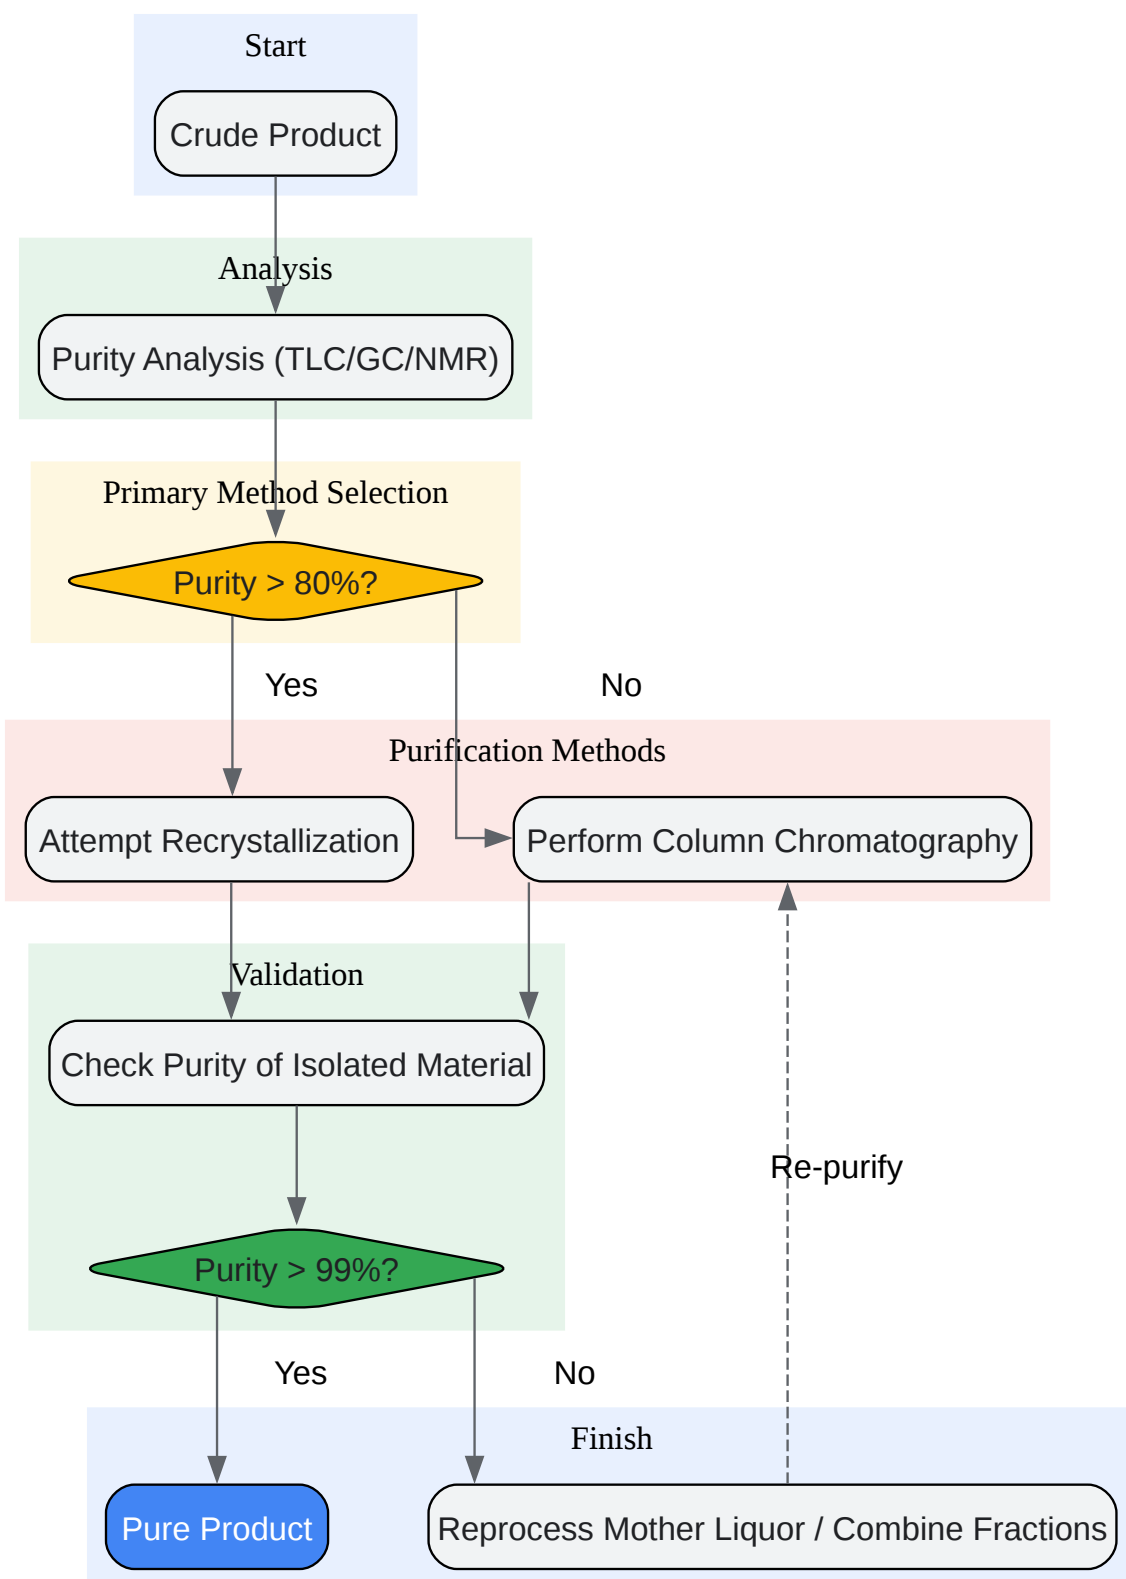 Start
Crude Product
Analysis
Purity Analysis (TLC/GC/NMR)
Primary Method Selection
Purity > 80%?
Yes
No
Purification Methods
Attempt Recrystallization
Perform Column Chromatography
Validation
Check Purity of Isolated Material
Re-purify
Purity > 99%?
Yes
No
Finish
Pure Product
Reprocess Mother Liquor / Combine Fractions